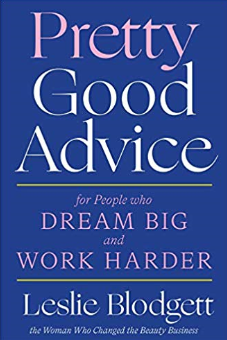 Pretty
Good
Advice
for People who
DREAM BIG
and
WORK HARDER
Leslie Blodgett
the Woman Who Changed the Beauty Business